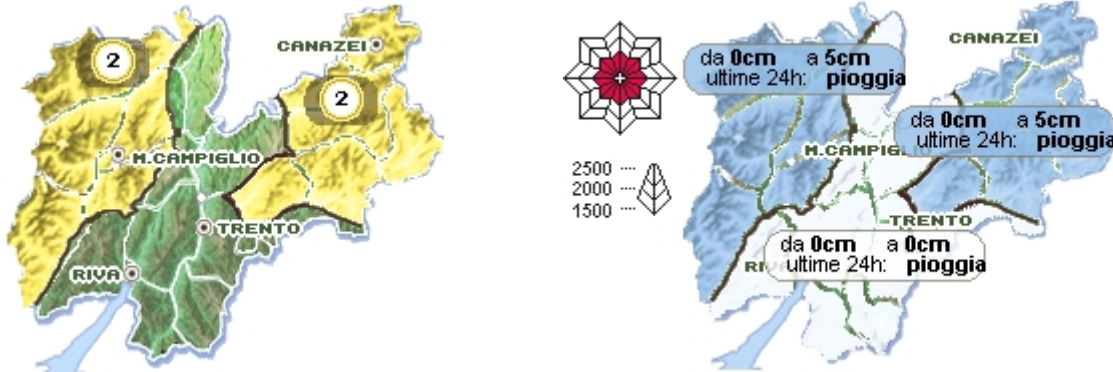 2
CANAZEI
2
M.CAMPIGLIO
TRENTO
RIVA
CANAZEI
da 0cm a 5cm
ultime 24h: pioggia
da 0cm a 5cm
ultime 24h: pioggia
M.CAMPIGL
2500
2000
1500
TRENTO
da 0cm a 0cm
ultime 24h: pioggia
RIV